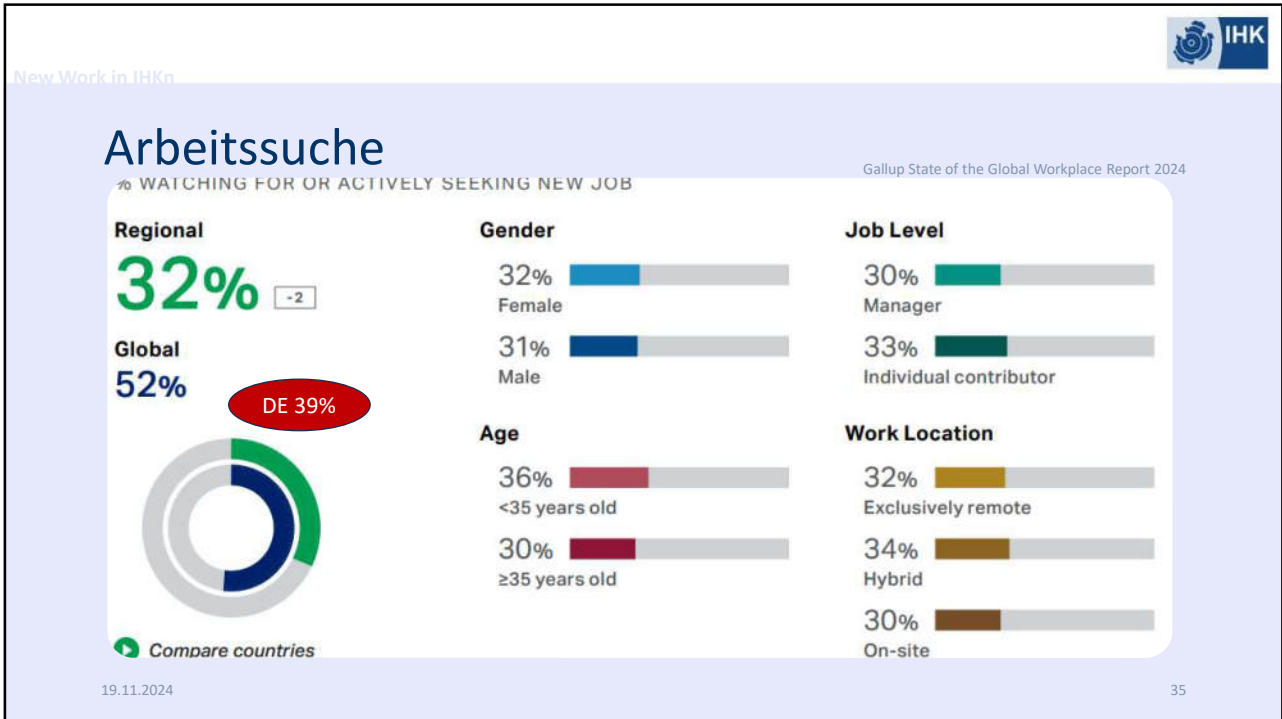 IHK
New Work in IHKn
Arbeitssuche
Gallup State of the Global Workplace Report 2024
% WATCHING FOR OR ACTIVELY SEEKING NEW JOB
Regional
32% -2
Global
52%
DE 39%
Compare countries
Gender
32%
Female
31%
Male
Age
36%
<35 years old
30%
≥35 years old
Job Level
30%
Manager
33%
Individual contributor
Work Location
32%
Exclusively remote
34%
Hybrid
30%
On-site
19.11.2024
35